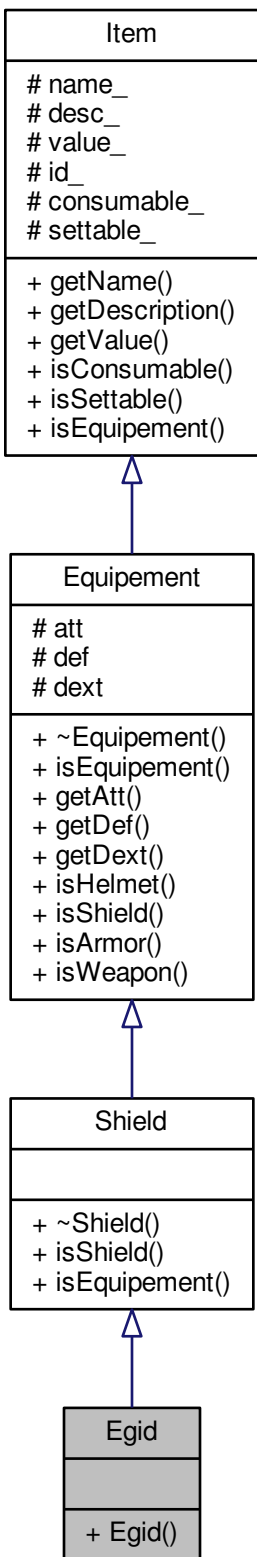 Item
# name_
# desc_
# value_
# id_
# consumable_
# settable_
+ getName()
+ getDescription()
+ getValue()
+ isConsumable()
+ isSettable()
+ isEquipement()
Equipement
# att
# def
# dext
+ ~Equipement()
+ isEquipement()
+ getAtt()
+ getDef()
+ getDext()
+ isHelmet()
+ isShield()
+ isArmor()
+ isWeapon()
Shield
+ ~Shield()
+ isShield()
+ isEquipement()
Egid
+ Egid()